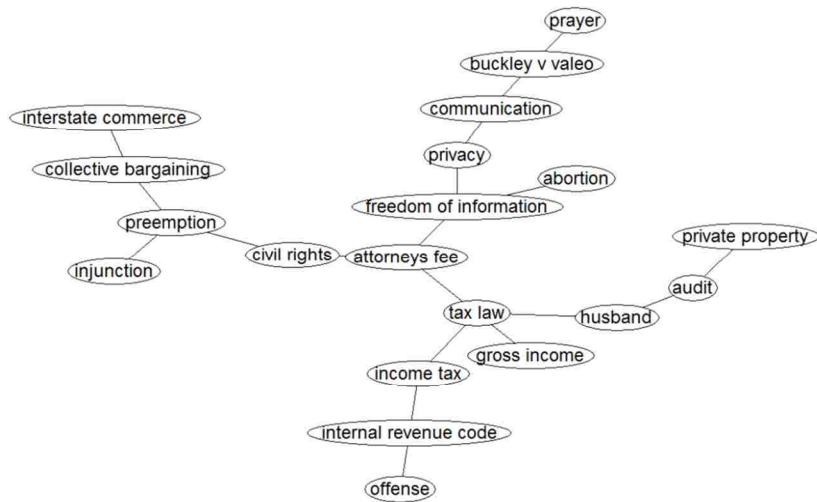 prayer
buckley v valeo
communication
interstate commerce
privacy
collective bargaining
abortion
freedom of information
preemption
private property
civil rights
attorneys fee
injunction
audit
tax law
husband
gross income
income tax
internal revenue code
offense